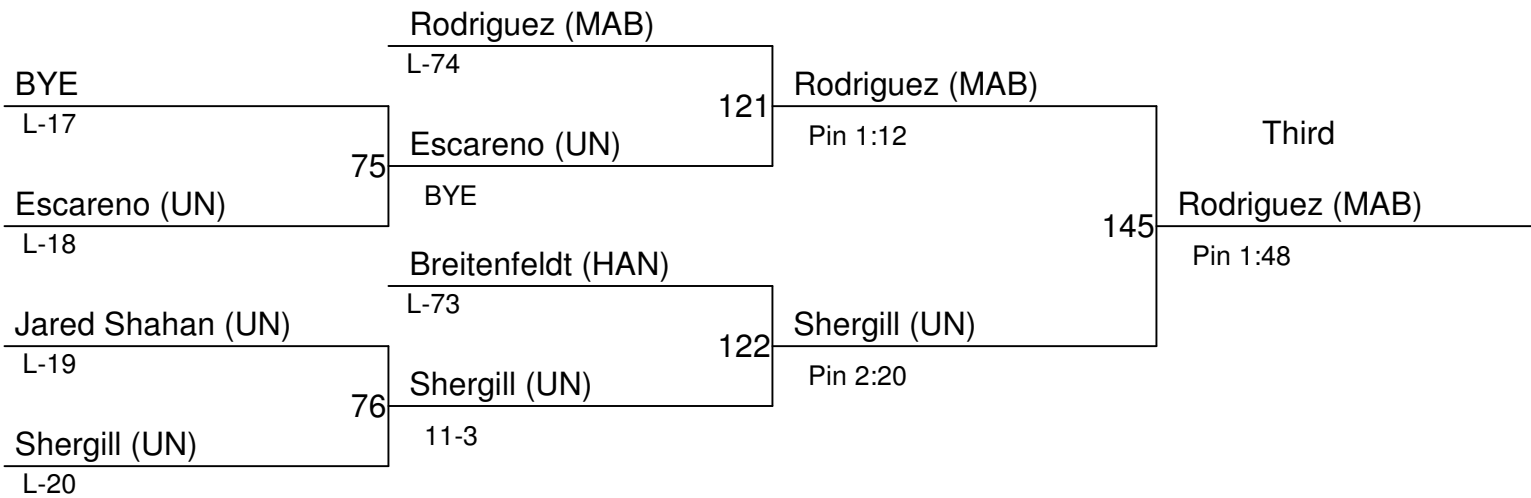 Rodriguez (MAB)
L-74
BYE
L-17
121
Rodriguez (MAB)
Pin 1:12
Third
75
Escareno (UN)
BYE
Escareno (UN)
L-18
145
Rodriguez (MAB)
Pin 1:48
Breitenfeldt (HAN)
L-73
Jared Shahan (UN)
L-19
122
Shergill (UN)
Pin 2:20
76
Shergill (UN)
11-3
Shergill (UN)
L-20